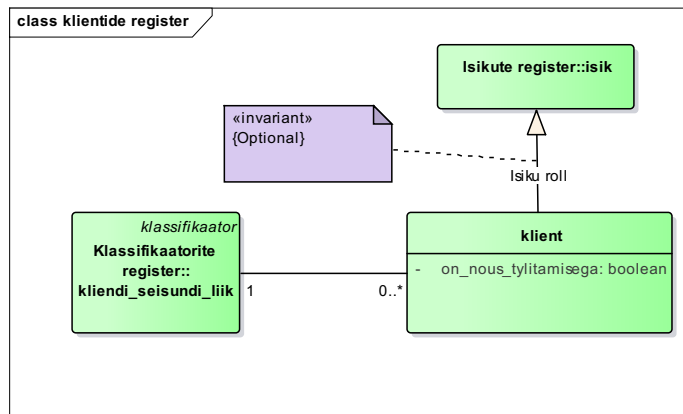 class klientide register
Isikute register::isik
«invariant»
{Optional}
Isiku roll
klassifikaator
Klassifikaatorite
register::
kliendi_seisundi_liik
1
0..*
klient
- on_nous_tylitamisega: boolean